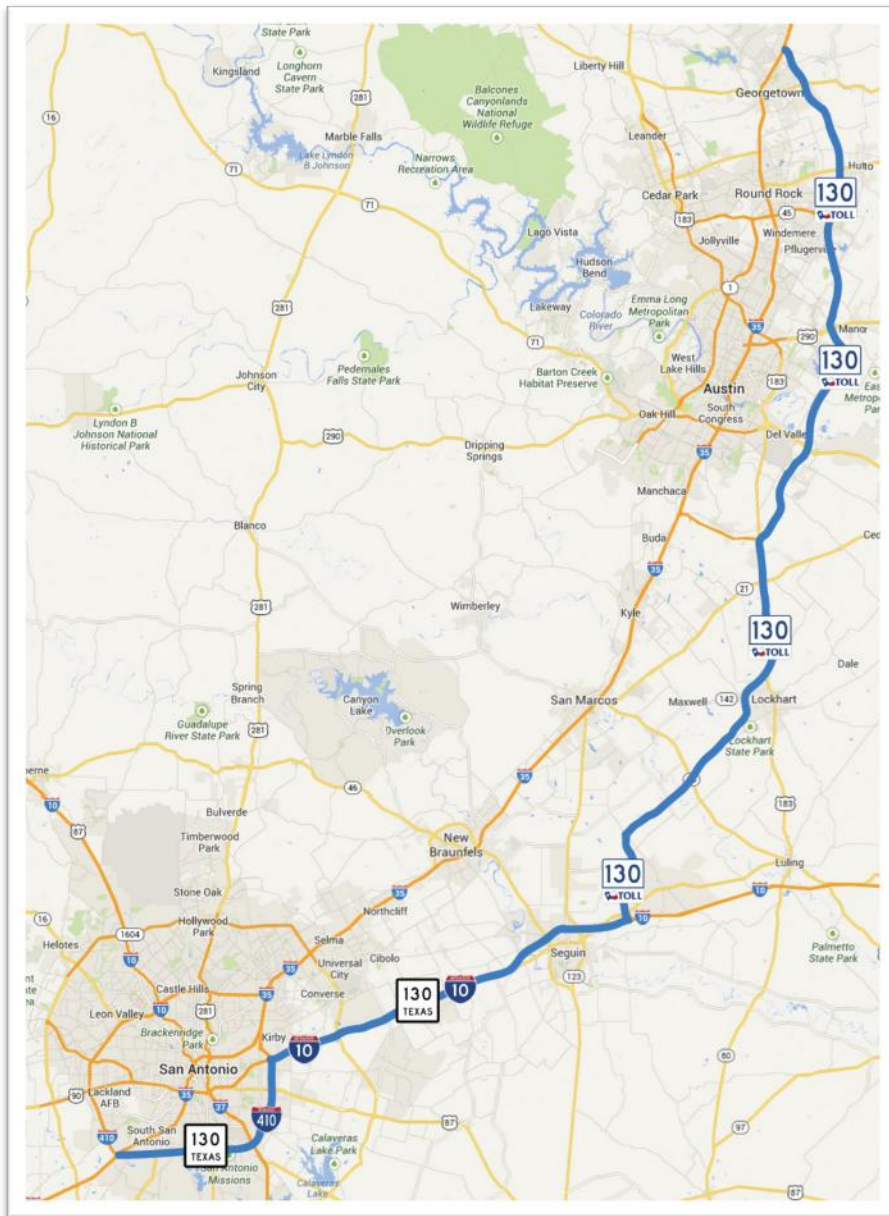 State Park
Longhorn
Cavern
State Park
Kingsland
281
Liberty Hill
Georgetown
16
Balcones
Canyonlands
National
Wildlife Refuge
Marble Falls
Leander
Lake Lyndon
B Johnson
71
Narrows
Recreation Area
Hutto
130
TOLL
Cedar Park
Round Rock
183
45
71
Lago Vista
Jollyville
Windemere
Pflugerville
Hudson
Bend
1
Lakeway
Colorado
River
Emma Long
Metropolitan
Park
281
35
290
Manor
71
Pedernales
Falls State Park
West
Lake Hills
130
TOLL
Johnson
City
Barton Creek
Habitat Preserve
183
Austin
Lyndon B
Johnson National
Historical Park
Oak Hill
South
Congress
290
Dripping
Springs
35
Del Valle
Manchaca
Blanco
Buda
35
21
281
Wimberley
Kyle
130
TOLL
Dale
Spring
Branch
Canyon
Lake
San Marcos
Maxwell
142
Lockhart
Guadalupe
River State Park
281
Overlook
Park
Lockhart
State Park
erne
35
46
10
183
87
Bulverde
Timberwood
Park
New
Braunfels
Luling
130
TOLL
Stone Oak
35
10
16
Hollywood
Park
Northcliff
10
1604
Selma
Helotes
10
35
Universal
City
Cibolo
Seguin
Palmetto
State Park
123
Castle Hills
35
Converse
130
TEXAS
10
Leon Valley
10
281
Brackenridge
Park
Kirby
10
San Antonio
80
90
Lackland
AFB
35
37
410
87
97
South San
Antonio
410
130
TEXAS
San Antonio
Missions
Calaveras
Lake Park
Calaveras
Lake
87